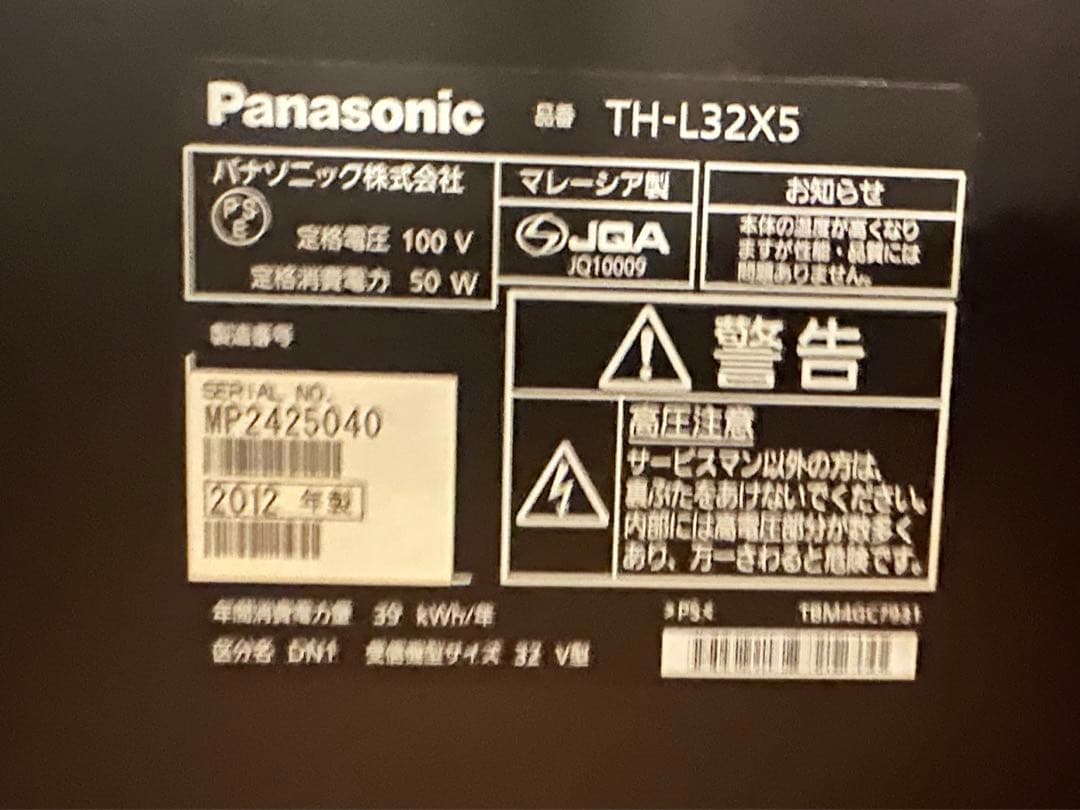 Panasonic 品番 TH-L32X5
パナソニック株式会社
PS E
定格電圧 100 V
定格消費電力 50 W
マレーシア製
JQA
JQ10009
お知らせ
本体の温度が高くなり
ますが性能・品質には
問題ありません。
製造番号
SERIAL NO.
MP2425040
2012 年製
警告
高圧注意
サービスマン以外の方は、
裏ぶたをあけないでください。
内部には高電圧部分が数多く
あり、万一さわると危険です。
年間消費電力量 39 kWh/年
区分名 DN1 受信機型サイズ 32 V型